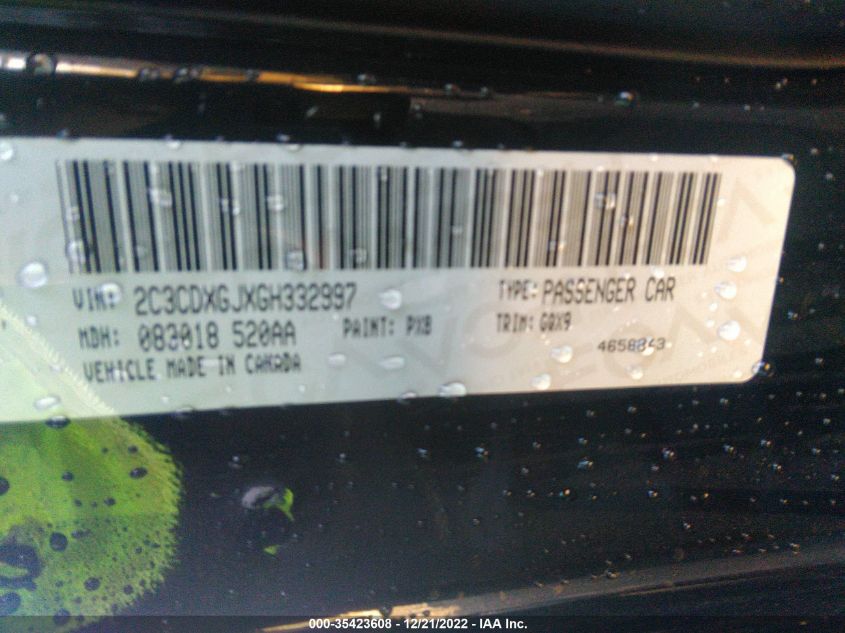 VIN: 2C3CDXGJXGH332997 TYPE: PASSENGER CAR
MDH: 083018 520AA PAINT: PXB TRIM: GQX9
4658843
VEHICLE MADE IN CANADA
000-35423608 - 12/21/2022 - IAA Inc.